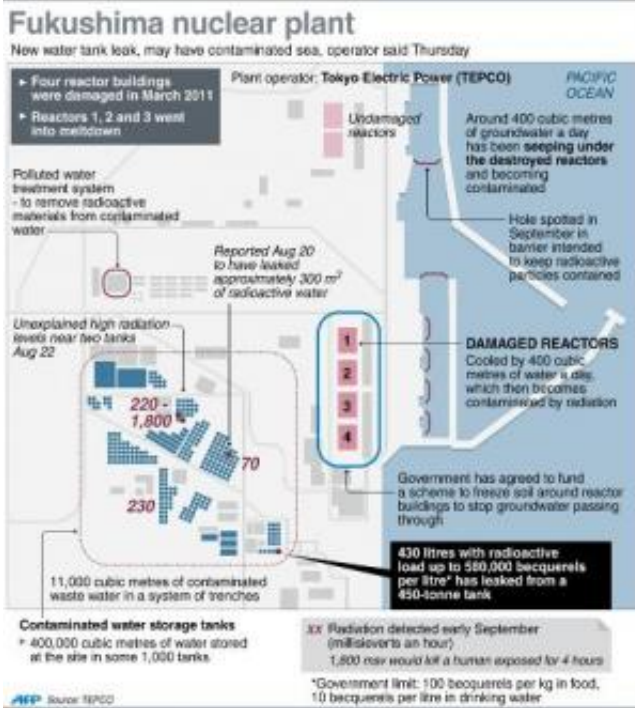 Fukushima nuclear plant
New water tank leak, may have contaminated sea, operator said Thursday
▸ Four reactor buildings
were damaged in March 2011
▸ Reactors 1, 2 and 3 went
into meltdown
Plant operator: Tokyo Electric Power (TEPCO)
PACIFIC
OCEAN
Undamaged
reactors
Around 400 cubic metres
of groundwater a day
has been seeping under
the destroyed reactors
and becoming
contaminated
Polluted water
treatment system
- to remove radioactive
materials from contaminated
water
Hole spotted in
September in
barrier intended
to keep radioactive
particles contained
Reported Aug 20
to have leaked
approximately 300 m³
of radioactive water
Unexplained high radiation
levels near two tanks
Aug 22
1
2
3
4
DAMAGED REACTORS
Cooled by 400 cubic
metres of water a day,
which then becomes
contaminated by radiation
220 -
1,800
70
230
Government has agreed to fund
a scheme to freeze soil around reactor
buildings to stop groundwater passing
through
430 litres with radioactive
load up to 580,000 becquerels
per litre* has leaked from a
450-tonne tank
11,000 cubic metres of contaminated
waste water in a system of trenches
Contaminated water storage tanks
▸ 400,000 cubic metres of water stored
at the site in some 1,000 tanks
xx Radiation detected early September
(millisieverts an hour)
1,800 msv would kill a human exposed for 4 hours
*Government limit: 100 becquerels per kg in food,
10 becquerels per litre in drinking water
AFP Source: TEPCO